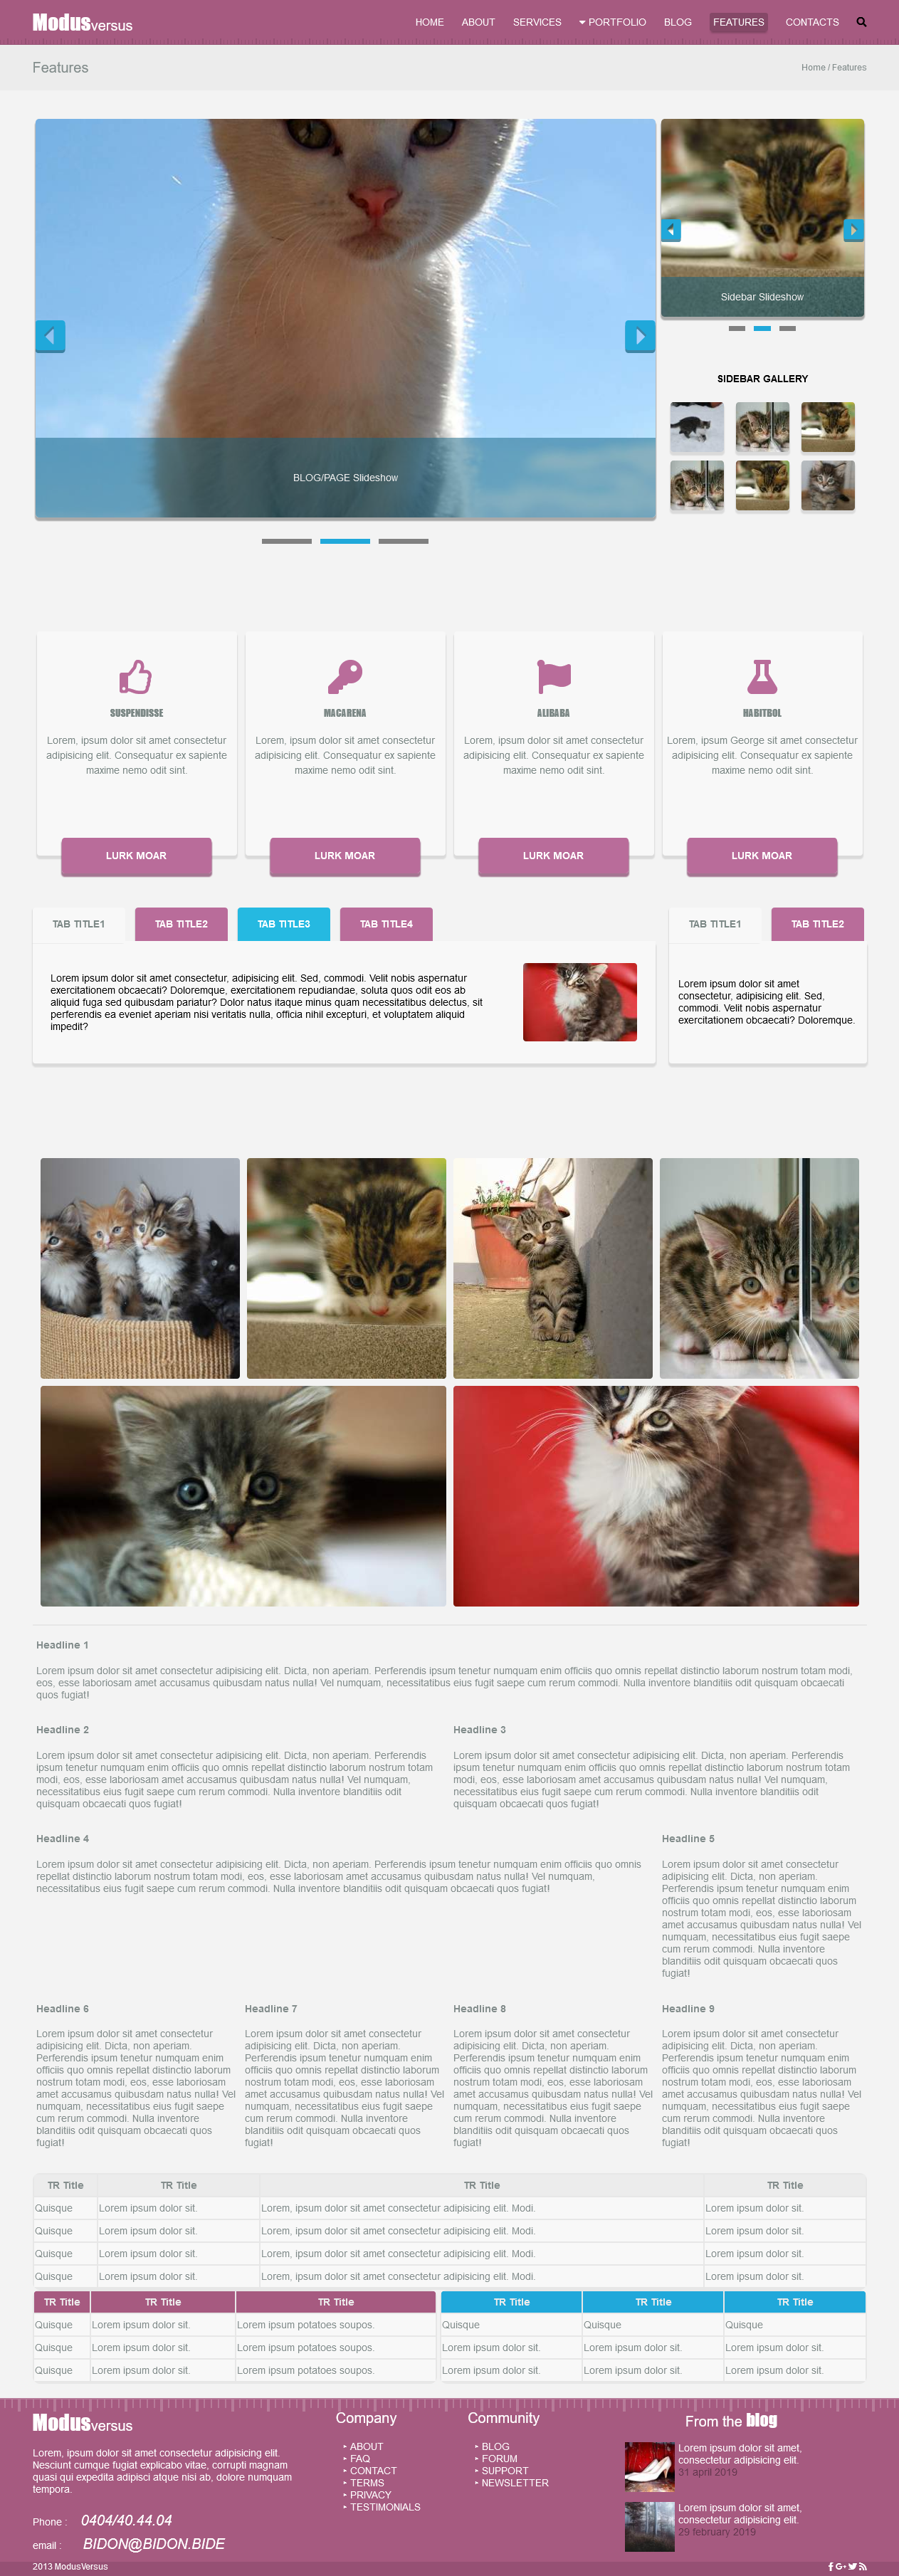 Modusversus
HOME ABOUT SERVICES PORTFOLIO BLOG FEATURES CONTACTS
Features
Home / Features
Sidebar Slideshow
SIDEBAR GALLERY
BLOG/PAGE Slideshow
SUSPENDISSE
Lorem, ipsum dolor sit amet consectetur
adipisicing elit. Consequatur ex sapiente
maxime nemo odit sint.
LURK MOAR
MACARENA
Lorem, ipsum dolor sit amet consectetur
adipisicing elit. Consequatur ex sapiente
maxime nemo odit sint.
LURK MOAR
ALIBABA
Lorem, ipsum dolor sit amet consectetur
adipisicing elit. Consequatur ex sapiente
maxime nemo odit sint.
LURK MOAR
HABITBOL
Lorem, ipsum George sit amet consectetur
adipisicing elit. Consequatur ex sapiente
maxime nemo odit sint.
LURK MOAR
TAB TITLE1 TAB TITLE2 TAB TITLE3 TAB TITLE4
Lorem ipsum dolor sit amet consectetur, adipisicing elit. Sed, commodi. Velit nobis aspernatur
exercitationem obcaecati? Doloremque, exercitationem repudiandae, soluta quos odit eos ab
aliquid fuga sed quibusdam pariatur? Dolor natus itaque minus quam necessitatibus delectus, sit
perferendis ea eveniet aperiam nisi veritatis nulla, officia nihil excepturi, et voluptatem aliquid
impedit?
TAB TITLE1 TAB TITLE2
Lorem ipsum dolor sit amet
consectetur, adipisicing elit. Sed,
commodi. Velit nobis aspernatur
exercitationem obcaecati? Doloremque.
Headline 1
Lorem ipsum dolor sit amet consectetur adipisicing elit. Dicta, non aperiam. Perferendis ipsum tenetur numquam enim officiis quo omnis repellat distinctio laborum nostrum totam modi,
eos, esse laboriosam amet accusamus quibusdam natus nulla! Vel numquam, necessitatibus eius fugit saepe cum rerum commodi. Nulla inventore blanditiis odit quisquam obcaecati
quos fugiat!
Headline 2
Lorem ipsum dolor sit amet consectetur adipisicing elit. Dicta, non aperiam. Perferendis
ipsum tenetur numquam enim officiis quo omnis repellat distinctio laborum nostrum totam
modi, eos, esse laboriosam amet accusamus quibusdam natus nulla! Vel numquam,
necessitatibus eius fugit saepe cum rerum commodi. Nulla inventore blanditiis odit
quisquam obcaecati quos fugiat!
Headline 3
Lorem ipsum dolor sit amet consectetur adipisicing elit. Dicta, non aperiam. Perferendis
ipsum tenetur numquam enim officiis quo omnis repellat distinctio laborum nostrum totam
modi, eos, esse laboriosam amet accusamus quibusdam natus nulla! Vel numquam,
necessitatibus eius fugit saepe cum rerum commodi. Nulla inventore blanditiis odit
quisquam obcaecati quos fugiat!
Headline 4
Lorem ipsum dolor sit amet consectetur adipisicing elit. Dicta, non aperiam. Perferendis ipsum tenetur numquam enim officiis quo omnis
repellat distinctio laborum nostrum totam modi, eos, esse laboriosam amet accusamus quibusdam natus nulla! Vel numquam,
necessitatibus eius fugit saepe cum rerum commodi. Nulla inventore blanditiis odit quisquam obcaecati quos fugiat!
Headline 5
Lorem ipsum dolor sit amet consectetur
adipisicing elit. Dicta, non aperiam.
Perferendis ipsum tenetur numquam enim
officiis quo omnis repellat distinctio laborum
nostrum totam modi, eos, esse laboriosam
amet accusamus quibusdam natus nulla! Vel
numquam, necessitatibus eius fugit saepe
cum rerum commodi. Nulla inventore
blanditiis odit quisquam obcaecati quos
fugiat!
Headline 6
Lorem ipsum dolor sit amet consectetur
adipisicing elit. Dicta, non aperiam.
Perferendis ipsum tenetur numquam enim
officiis quo omnis repellat distinctio laborum
nostrum totam modi, eos, esse laboriosam
amet accusamus quibusdam natus nulla! Vel
numquam, necessitatibus eius fugit saepe
cum rerum commodi. Nulla inventore
blanditiis odit quisquam obcaecati quos
fugiat!
Headline 7
Lorem ipsum dolor sit amet consectetur
adipisicing elit. Dicta, non aperiam.
Perferendis ipsum tenetur numquam enim
officiis quo omnis repellat distinctio laborum
nostrum totam modi, eos, esse laboriosam
amet accusamus quibusdam natus nulla! Vel
numquam, necessitatibus eius fugit saepe
cum rerum commodi. Nulla inventore
blanditiis odit quisquam obcaecati quos
fugiat!
Headline 8
Lorem ipsum dolor sit amet consectetur
adipisicing elit. Dicta, non aperiam.
Perferendis ipsum tenetur numquam enim
officiis quo omnis repellat distinctio laborum
nostrum totam modi, eos, esse laboriosam
amet accusamus quibusdam natus nulla! Vel
numquam, necessitatibus eius fugit saepe
cum rerum commodi. Nulla inventore
blanditiis odit quisquam obcaecati quos
fugiat!
Headline 9
Lorem ipsum dolor sit amet consectetur
adipisicing elit. Dicta, non aperiam.
Perferendis ipsum tenetur numquam enim
officiis quo omnis repellat distinctio laborum
nostrum totam modi, eos, esse laboriosam
amet accusamus quibusdam natus nulla! Vel
numquam, necessitatibus eius fugit saepe
cum rerum commodi. Nulla inventore
blanditiis odit quisquam obcaecati quos
fugiat!
TR Title TR Title TR Title TR Title
Quisque Lorem ipsum dolor sit. Lorem, ipsum dolor sit amet consectetur adipisicing elit. Modi. Lorem ipsum dolor sit.
Quisque Lorem ipsum dolor sit. Lorem, ipsum dolor sit amet consectetur adipisicing elit. Modi. Lorem ipsum dolor sit.
Quisque Lorem ipsum dolor sit. Lorem, ipsum dolor sit amet consectetur adipisicing elit. Modi. Lorem ipsum dolor sit.
Quisque Lorem ipsum dolor sit. Lorem, ipsum dolor sit amet consectetur adipisicing elit. Modi. Lorem ipsum dolor sit.
TR Title TR Title TR Title
Quisque Lorem ipsum dolor sit. Lorem ipsum potatoes soupos.
Quisque Lorem ipsum dolor sit. Lorem ipsum potatoes soupos.
Quisque Lorem ipsum dolor sit. Lorem ipsum potatoes soupos.
TR Title TR Title TR Title
Quisque Quisque Quisque
Lorem ipsum dolor sit. Lorem ipsum dolor sit. Lorem ipsum dolor sit.
Lorem ipsum dolor sit. Lorem ipsum dolor sit. Lorem ipsum dolor sit.
Modusversus
Lorem, ipsum dolor sit amet consectetur adipisicing elit.
Nesciunt cumque fugiat explicabo vitae, corrupti magnam
quasi qui expedita adipisci atque nisi ab, dolore numquam
tempora.
Phone : 0404/40.44.04
email : BIDON@BIDON.BIDE
Company
ABOUT
FAQ
CONTACT
TERMS
PRIVACY
TESTIMONIALS
Community
BLOG
FORUM
SUPPORT
NEWSLETTER
From the blog
Lorem ipsum dolor sit amet,
consectetur adipisicing elit.
31 april 2019
Lorem ipsum dolor sit amet,
consectetur adipisicing elit.
29 february 2019
2013 ModusVersus